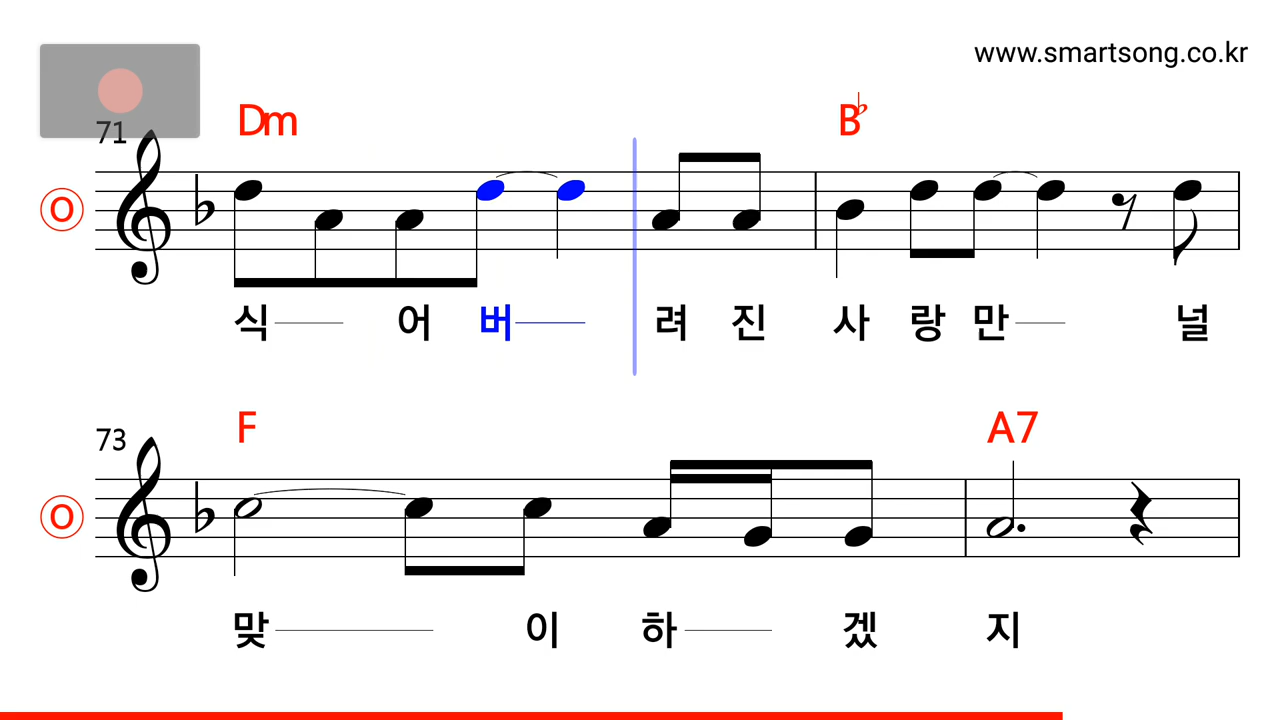 www.smartsong.co.kr
71
Dm B♭
O
식 어 버 려 진 사 랑 만 널
73
F A7
O
맞 이 하 겠 지